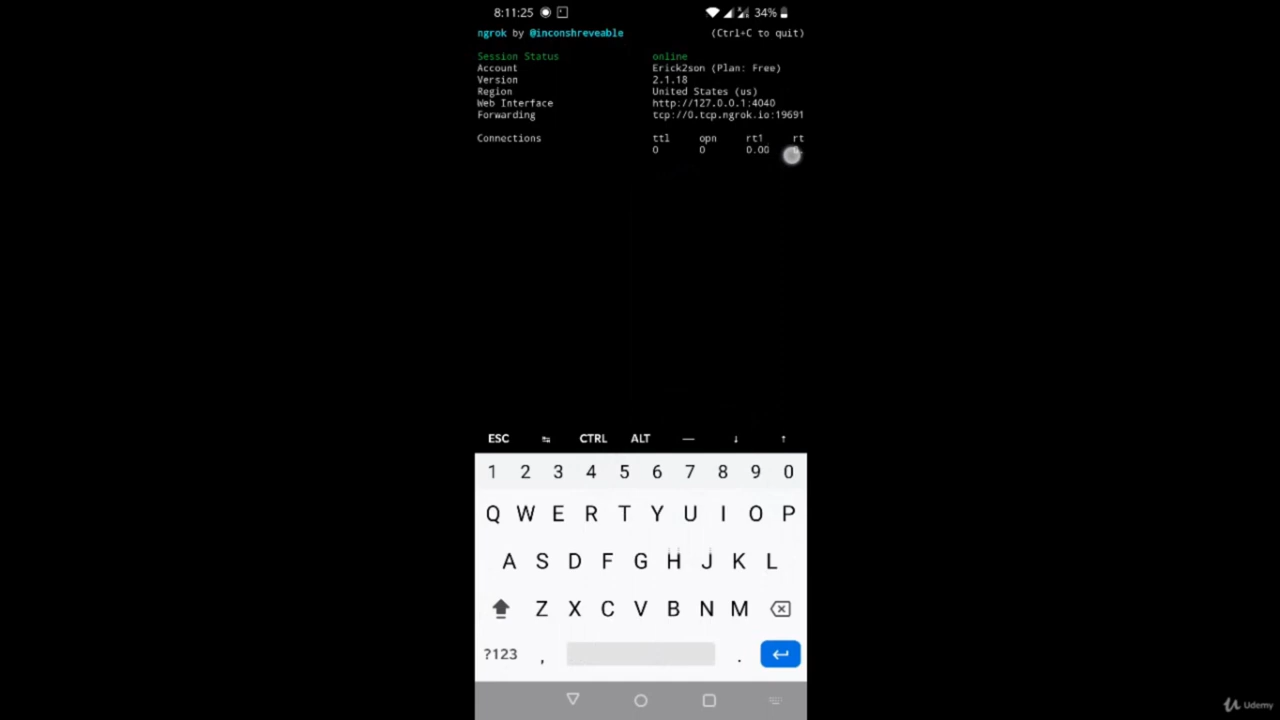 8:11:25 34%
ngrok by @inconshreveable (Ctrl+C to quit)
Session Status online
Account Erick2son (Plan: Free)
Version 2.1.18
Region United States (us)
Web Interface http://127.0.0.1:4040
Forwarding tcp://0.tcp.ngrok.io:19691
Connections ttl opn rt1 rt
0 0 0.00
ESC CTRL ALT — ↓ ↑
1 2 3 4 5 6 7 8 9 0
Q W E R T Y U I O P
A S D F G H J K L
Z X C V B N M
?123 , .
Udemy